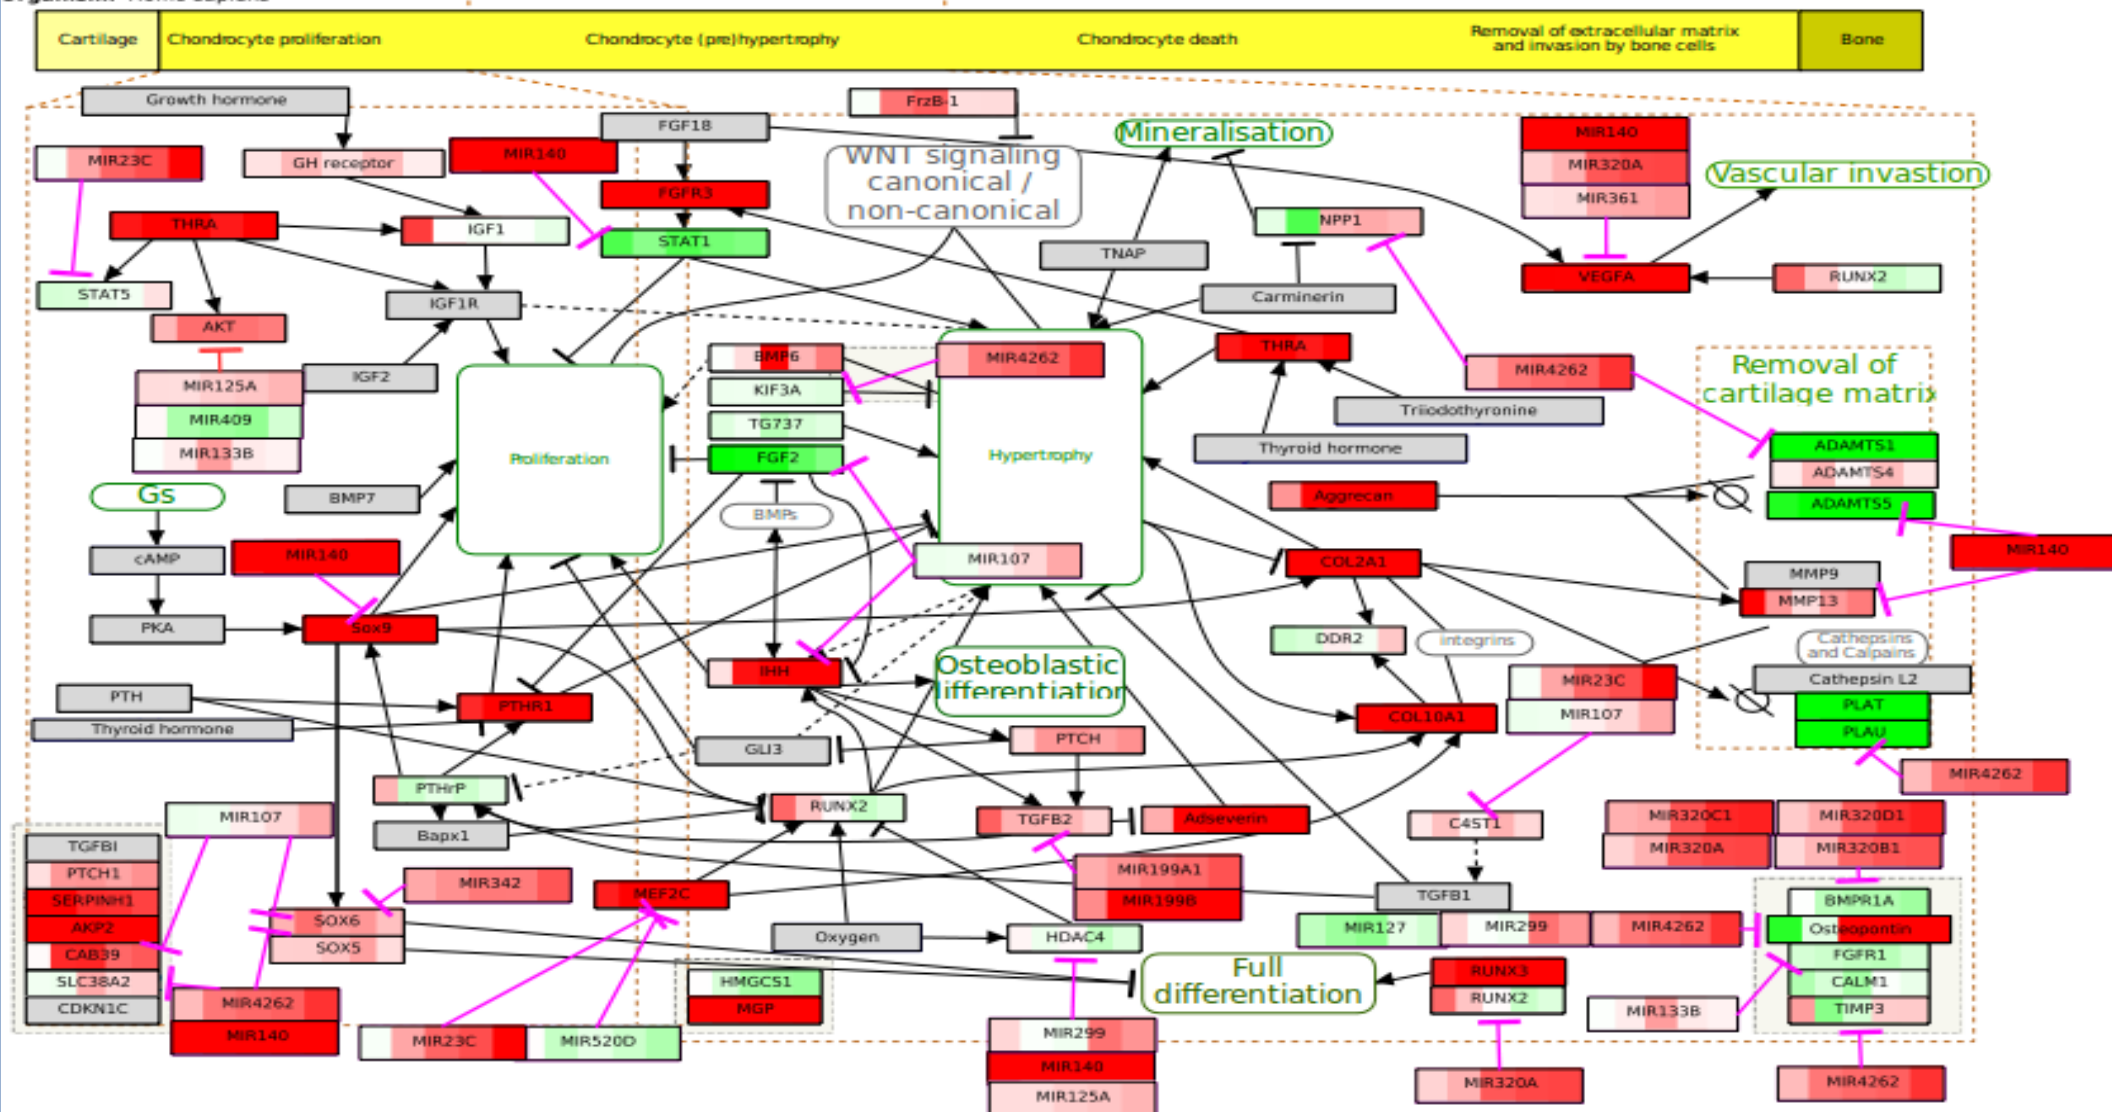 Cartilage
Chondrocyte proliferation
Chondrocyte (pre)hypertrophy
Chondrocyte death
Removal of extracellular matrix
and invasion by bone cells
Bone
Growth hormone
FrzB-1
FGF18
MIR140
Mineralisation
MIR140
MIR23C
GH receptor
WNT signaling
canonical /
non-canonical
MIR320A
Vascular invastion
FGFR3
MIR361
THRA
IGF1
STAT1
NPP1
TNAP
VEGFA
RUNX2
STAT5
IGF1R
Carminerin
AKT
THRA
BMP6
MIR4262
MIR4262
Removal of
cartilage matrix
MIR125A
IGF2
KIF3A
Triiodothyronine
MIR409
TG737
MIR133B
Proliferation
FGF2
Hypertrophy
Thyroid hormone
ADAMTS1
ADAMTS4
Gs
BMP7
BMPs
Aggrecan
ADAMTS5
cAMP
MIR140
MIR107
COL2A1
MIR140
MMP9
MMP13
PKA
Sox9
DDR2
integrins
Cathepsins
and Calpains
IHH
Osteoblastic
differentiation
MIR23C
Cathepsin L2
PTH
PTHR1
COL10A1
MIR107
PLAT
Thyroid hormone
GLI3
PTCH
PLAU
MIR4262
PTHrP
RUNX2
MIR107
TGFB2
Adseverin
C4ST1
MIR320C1
MIR320D1
Bapx1
TGFBI
MIR320A
MIR320B1
PTCH1
MIR342
MIR199A1
SERPINH1
MEF2C
MIR199B
TGFB1
BMPR1A
AKP2
SOX6
Oxygen
HDAC4
MIR127
MIR299
MIR4262
Osteopontin
CAB39
SOX5
FGFR1
SLC38A2
HMGCS1
Full
differentiation
RUNX3
CALM1
CDKN1C
MIR4262
MGP
RUNX2
MIR133B
TIMP3
MIR140
MIR23C
MIR520D
MIR299
MIR140
MIR320A
MIR4262
MIR125A